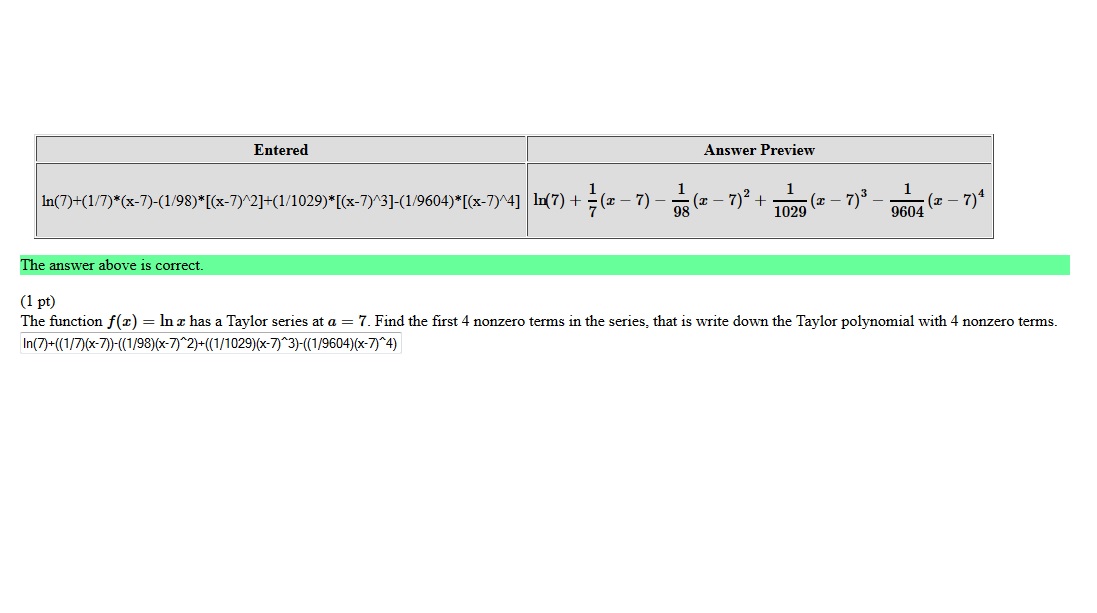 Entered Answer Preview
ln(7)+(1/7)*(x-7)-(1/98)*[(x-7)^2]+(1/1029)*[(x-7)^3]-(1/9604)*[(x-7)^4] ln(7) + 1/7 (x − 7) − 1/98 (x − 7)² + 1/1029 (x − 7)³ − 1/9604 (x − 7)⁴
The answer above is correct.
(1 pt)
The function f(x) = ln x has a Taylor series at a = 7. Find the first 4 nonzero terms in the series, that is write down the Taylor polynomial with 4 nonzero terms.
ln(7)+((1/7)(x-7))-((1/98)(x-7)^2)+((1/1029)(x-7)^3)-((1/9604)(x-7)^4)